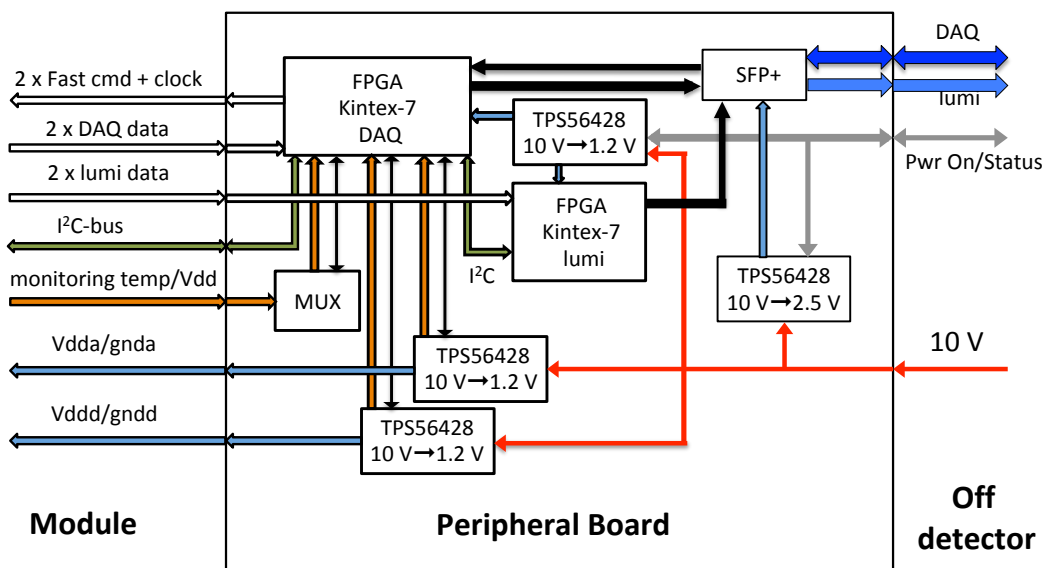 2 x Fast cmd + clock
2 x DAQ data
2 x lumi data
I²C-bus
monitoring temp/Vdd
Vdda/gnda
Vddd/gndd
Module
FPGA
Kintex-7
DAQ
TPS56428
10 V→1.2 V
FPGA
Kintex-7
lumi
I²C
MUX
TPS56428
10 V→1.2 V
TPS56428
10 V→1.2 V
SFP+
TPS56428
10 V→2.5 V
Peripheral Board
DAQ
lumi
Pwr On/Status
10 V
Off
detector